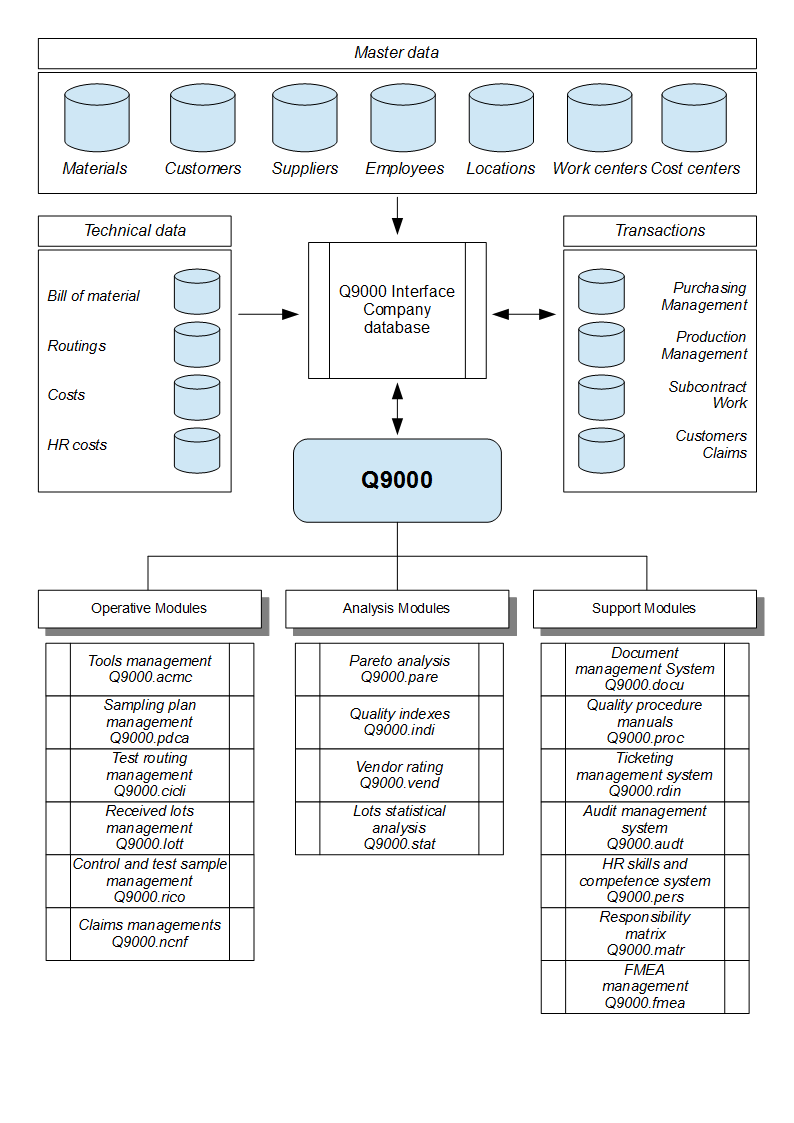 Master data
Materials
Customers
Suppliers
Employees
Locations
Work centers
Cost centers
Technical data
Bill of material
Routings
Costs
HR costs
Q9000 Interface
Company
database
Transactions
Purchasing
Management
Production
Management
Subcontract
Work
Customers
Claims
Q9000
Operative Modules
Tools management
Q9000.acmc
Sampling plan
management
Q9000.pdca
Test routing
management
Q9000.cicli
Received lots
management
Q9000.lott
Control and test sample
management
Q9000.rico
Claims managements
Q9000.ncnf
Analysis Modules
Pareto analysis
Q9000.pare
Quality indexes
Q9000.indi
Vendor rating
Q9000.vend
Lots statistical
analysis
Q9000.stat
Support Modules
Document
management System
Q9000.docu
Quality procedure
manuals
Q9000.proc
Ticketing
management system
Q9000.rdin
Audit management
system
Q9000.audt
HR skills and
competence system
Q9000.pers
Responsibility
matrix
Q9000.matr
FMEA
management
Q9000.fmea